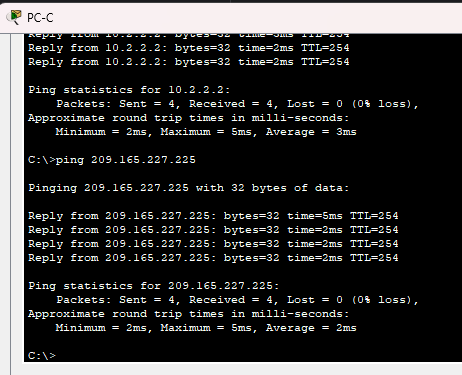 PC-C
Reply from 10.2.2.2: bytes=32 time=3ms TTL=254
Reply from 10.2.2.2: bytes=32 time=2ms TTL=254
Reply from 10.2.2.2: bytes=32 time=2ms TTL=254
Ping statistics for 10.2.2.2:
Packets: Sent = 4, Received = 4, Lost = 0 (0% loss),
Approximate round trip times in milli-seconds:
Minimum = 2ms, Maximum = 5ms, Average = 3ms
C:\>ping 209.165.227.225
Pinging 209.165.227.225 with 32 bytes of data:
Reply from 209.165.227.225: bytes=32 time=5ms TTL=254
Reply from 209.165.227.225: bytes=32 time=2ms TTL=254
Reply from 209.165.227.225: bytes=32 time=2ms TTL=254
Reply from 209.165.227.225: bytes=32 time=2ms TTL=254
Ping statistics for 209.165.227.225:
Packets: Sent = 4, Received = 4, Lost = 0 (0% loss),
Approximate round trip times in milli-seconds:
Minimum = 2ms, Maximum = 5ms, Average = 2ms
C:\>